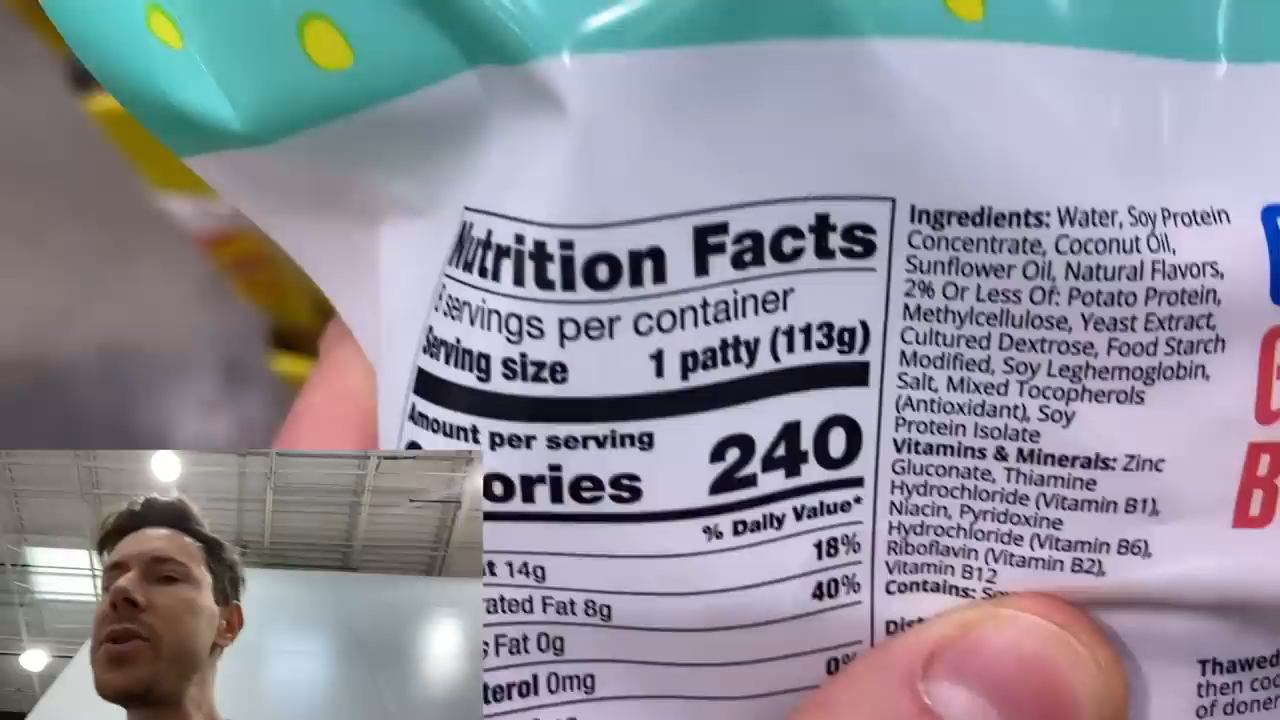 Nutrition Facts
servings per container
Serving size 1 patty (113g)
Amount per serving
ories 240
% Daily Value*
t 14g 18%
ated Fat 8g 40%
s Fat 0g
terol 0mg 0%
Ingredients: Water, Soy Protein
Concentrate, Coconut Oil,
Sunflower Oil, Natural Flavors,
2% Or Less Of: Potato Protein,
Methylcellulose, Yeast Extract,
Cultured Dextrose, Food Starch
Modified, Soy Leghemoglobin,
Salt, Mixed Tocopherols
(Antioxidant), Soy
Protein Isolate
Vitamins & Minerals: Zinc
Gluconate, Thiamine
Hydrochloride (Vitamin B1),
Niacin, Pyridoxine
Hydrochloride (Vitamin B6),
Riboflavin (Vitamin B2),
Vitamin B12
Contains:
Thawed
then
of